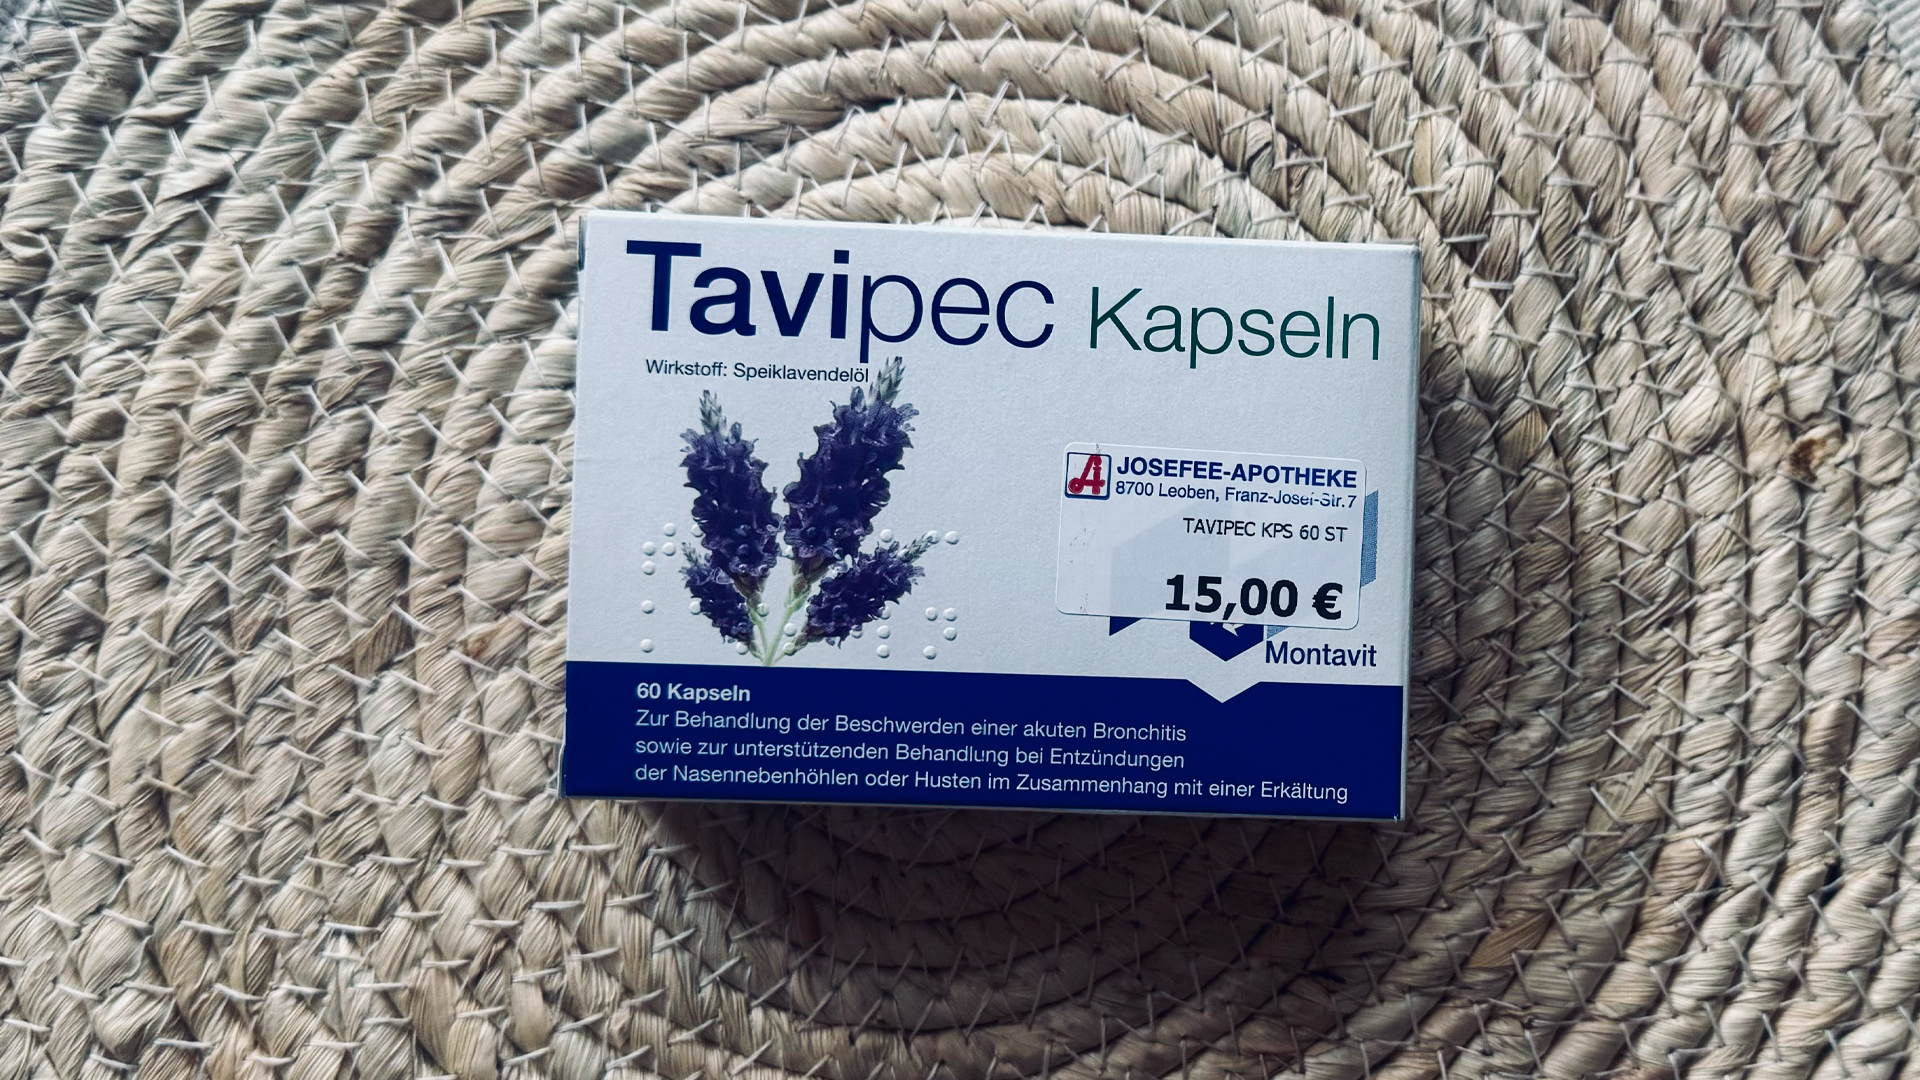 Tavipec Kapseln
Wirkstoff: Speiklavendelöl
JOSEFEE-APOTHEKE
8700 Leoben, Franz-Josef-Str.7
TAVIPEC KPS 60 ST
15,00 €
Montavit
60 Kapseln
Zur Behandlung der Beschwerden einer akuten Bronchitis
sowie zur unterstützenden Behandlung bei Entzündungen
der Nasennebenhöhlen oder Husten im Zusammenhang mit einer Erkältung